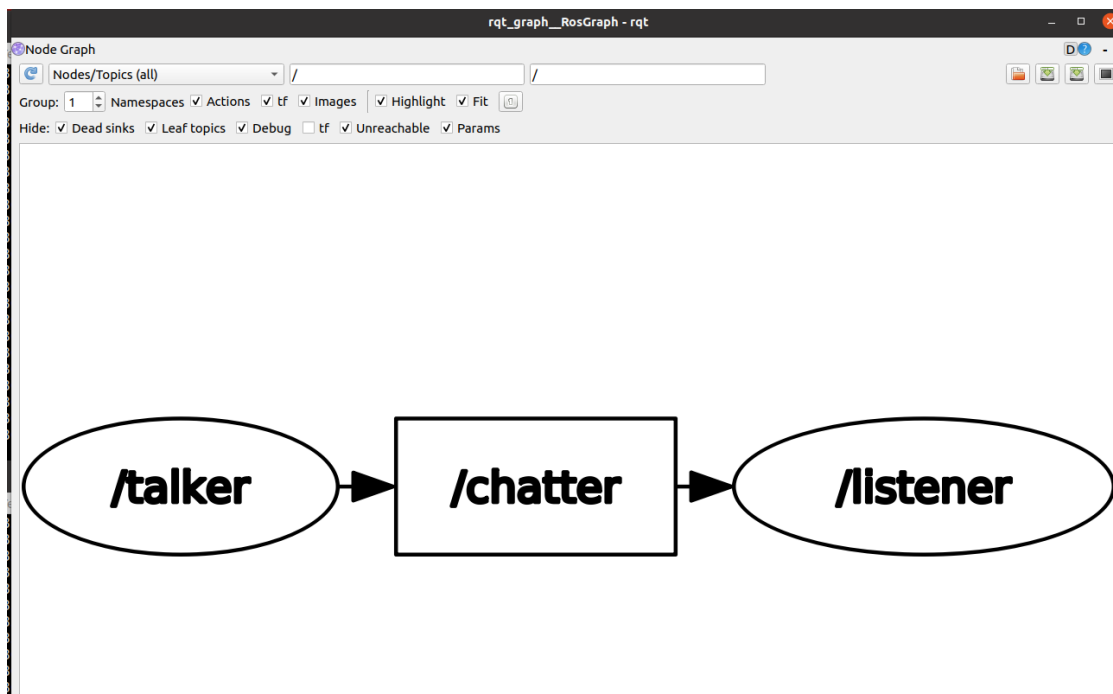 rqt_graph__RosGraph - rqt
Node Graph
D ? -
Nodes/Topics (all) / /
Group: 1 Namespaces Actions tf Images Highlight Fit
Hide: Dead sinks Leaf topics Debug tf Unreachable Params
/talker /chatter /listener